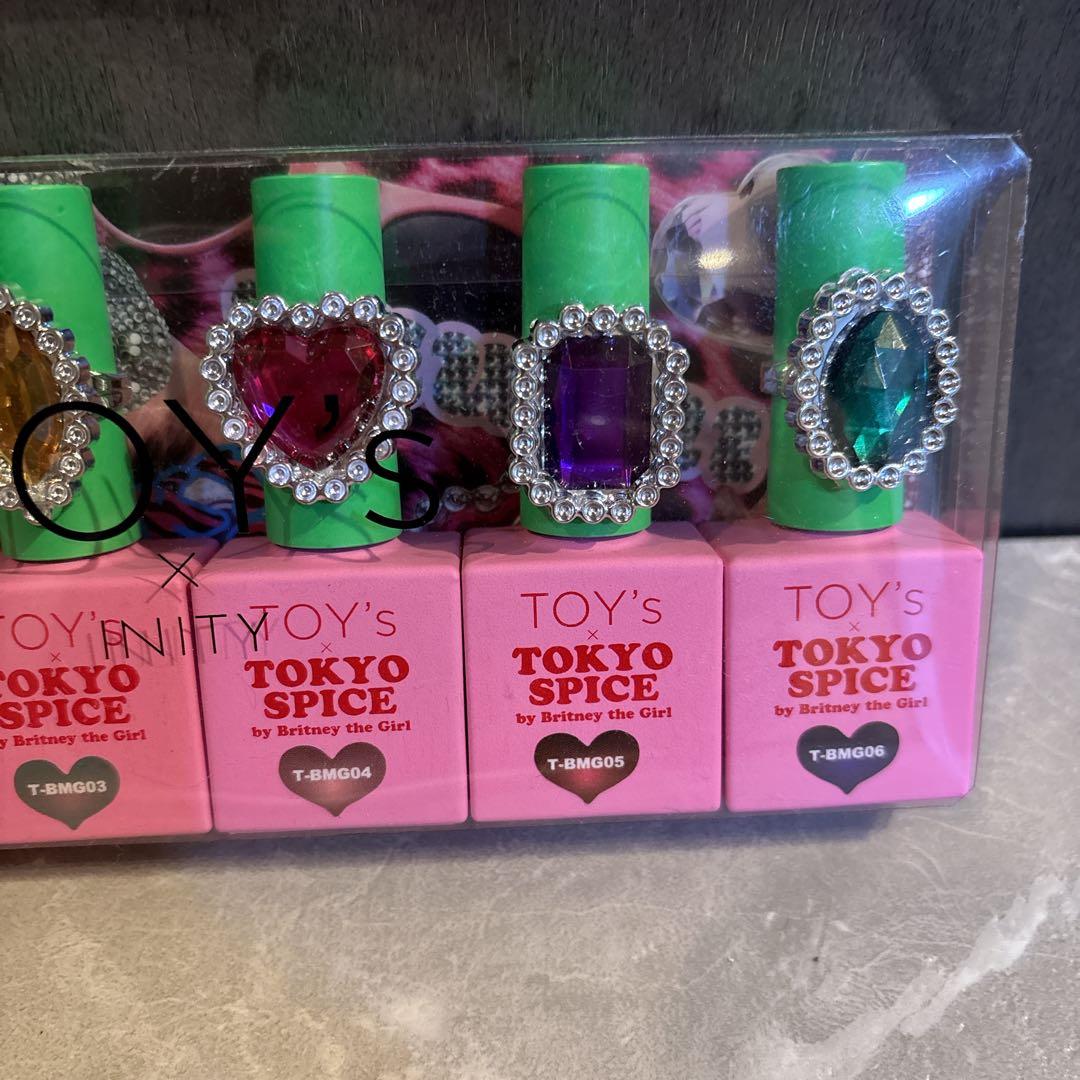 OY's
×
INITY
TOY's
×
TOKYO
SPICE
by Britney the Girl
T-BMG03
TOY's
×
TOKYO
SPICE
by Britney the Girl
T-BMG04
TOY's
×
TOKYO
SPICE
by Britney the Girl
T-BMG05
TOY's
×
TOKYO
SPICE
by Britney the Girl
T-BMG06